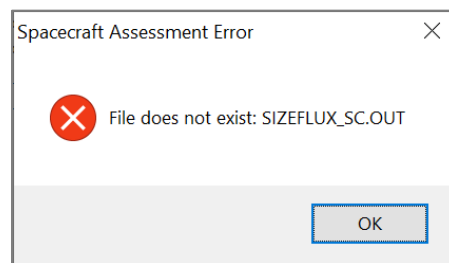 Spacecraft Assessment Error
File does not exist: SIZEFLUX_SC.OUT
OK